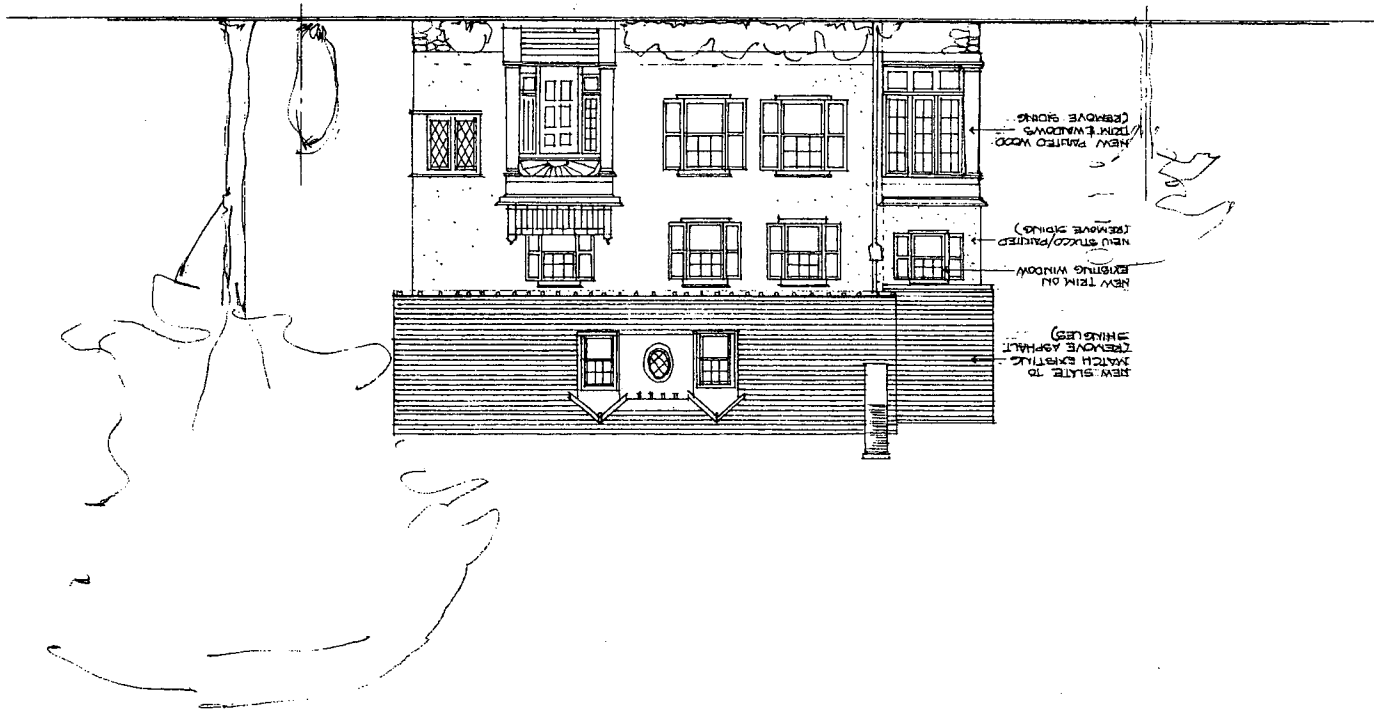 NEW SLATE TO
MATCH EXISTING
(REMOVE ASPHALT
SHINGLES)
NEW TRIM ON
EXISTING WINDOW
NEW STUCCO/PAINTED
(REMOVE SIDING)
NEW PAINTED WOOD
TRIM & WINDOWS
(REMOVE SIDING